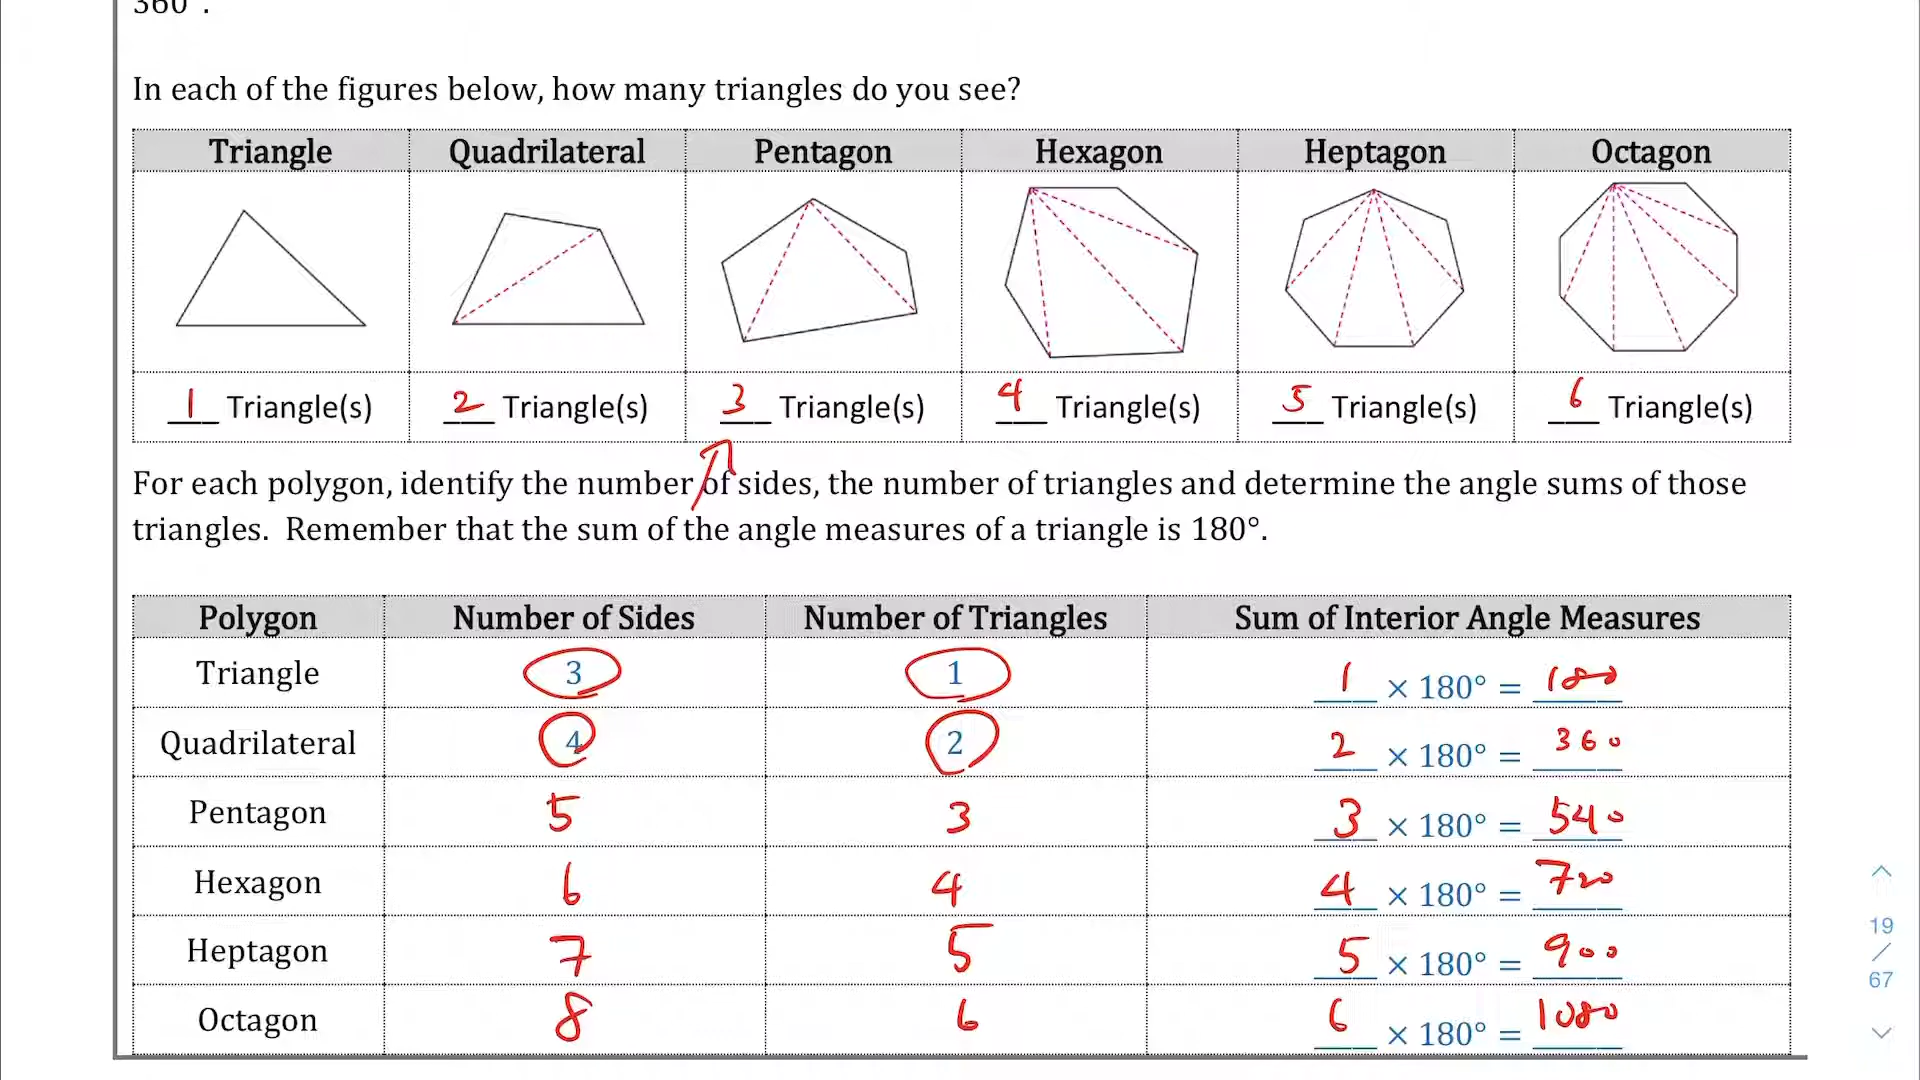 360°.
In each of the figures below, how many triangles do you see?
Triangle Quadrilateral Pentagon Hexagon Heptagon Octagon
1 Triangle(s) 2 Triangle(s) 3 Triangle(s) 4 Triangle(s) 5 Triangle(s) 6 Triangle(s)
For each polygon, identify the number of sides, the number of triangles and determine the angle sums of those
triangles. Remember that the sum of the angle measures of a triangle is 180°.
Polygon Number of Sides Number of Triangles Sum of Interior Angle Measures
Triangle 3 1 1 × 180° = 180
Quadrilateral 4 2 2 × 180° = 360
Pentagon 5 3 3 × 180° = 540
Hexagon 6 4 4 × 180° = 720
Heptagon 7 5 5 × 180° = 900
Octagon 8 6 6 × 180° = 1080
19
/
67